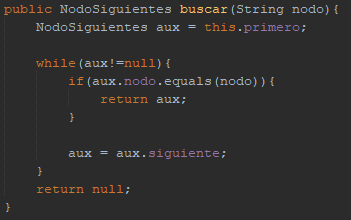 public NodoSiguientes buscar(String nodo){
    NodoSiguientes aux = this.primero;

    while(aux!=null){
        if(aux.nodo.equals(nodo)){
            return aux;
        }

        aux = aux.siguiente;
    }
    return null;
}